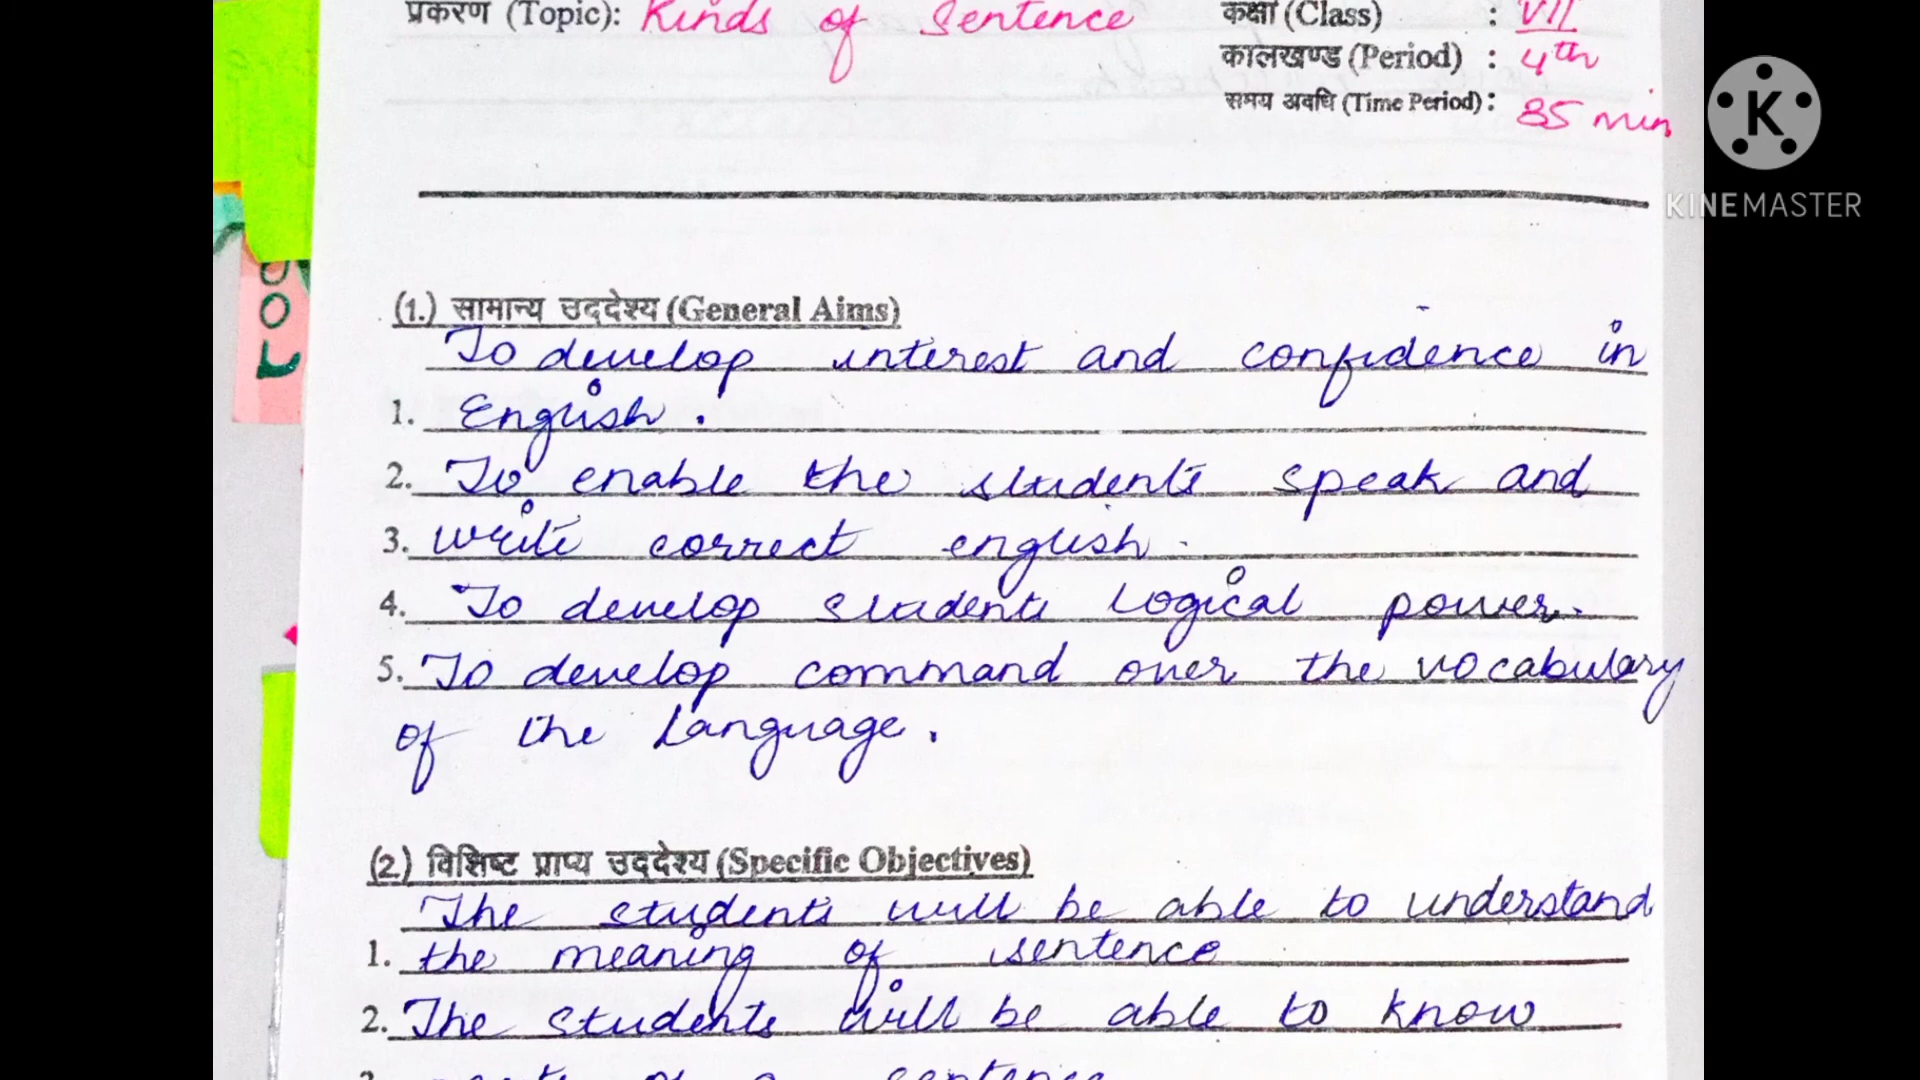 प्रकरण (Topic): Kinds of Sentence
कक्षा (Class) : VII
कालखण्ड (Period) : 4th
समय अवधि (Time Period) : 35 min
K
KINEMASTER
(1.) सामान्य उद्देश्य (General Aims)
To develop interest and confidence in
1. English.
2. To enable the students speak and
3. write correct english.
4. To develop students logical power.
5. To develop command over the vocabulary
of the language.
(2.) विशिष्ट प्राप्य उद्देश्य (Specific Objectives)
The students will be able to understand
1. the meaning of sentence
2. The students will be able to know
of a sentence